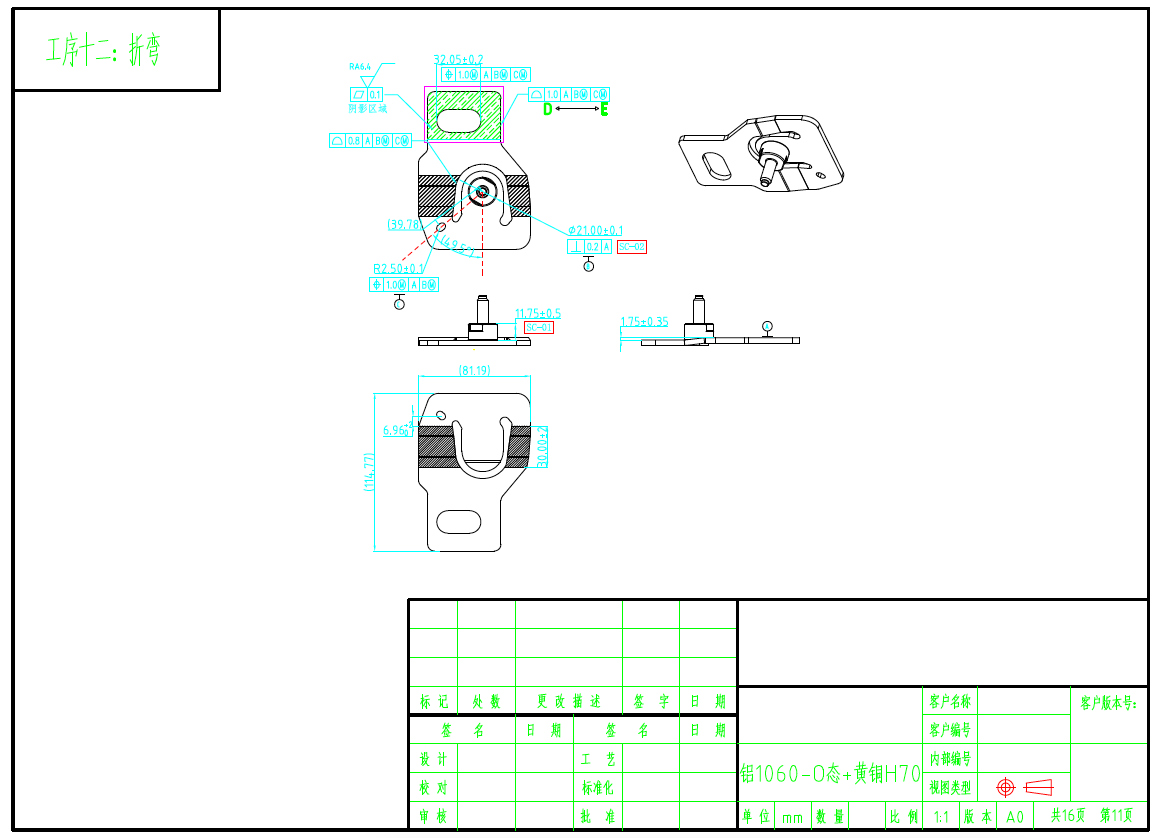 工序十二：折弯
32.05±0.2
RA6.4
1.0Ⓜ A BⓂ CⓂ
0.1
1.0 A BⓂ CⓂ
阴影区域
D E
0.8 A BⓂ CⓂ
(39.78)
(49.52)
Φ21.00±0.1
0.2 A SC-03
R2.50±0.1
1.0Ⓜ A BⓂ
11.75±0.5
SC-01
1.75±0.35
A
(81.19)
6.96
30.00±2
(114.77)
标记 处数 更改描述 签字 日期
客户名称 客户版本号：
签名 日期 签名 日期
客户编号
设计 工艺
内部编号
铝1060-O态+黄铜H70
校对 标准化
视图类型
审核 批准
单位 mm 数量 比例 1:1 版本 A0 共16页 第11页